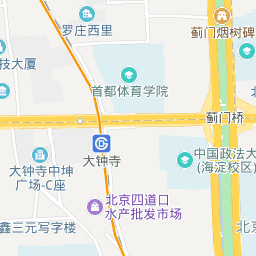 罗庄西里
蓟门烟树碑
技大厦
首都体育学院
北
蓟门桥
大钟寺
中国政法大
(海淀校区)
大钟寺中坤
广场-C座
北京四道口
水产批发市场
鑫三元写字楼